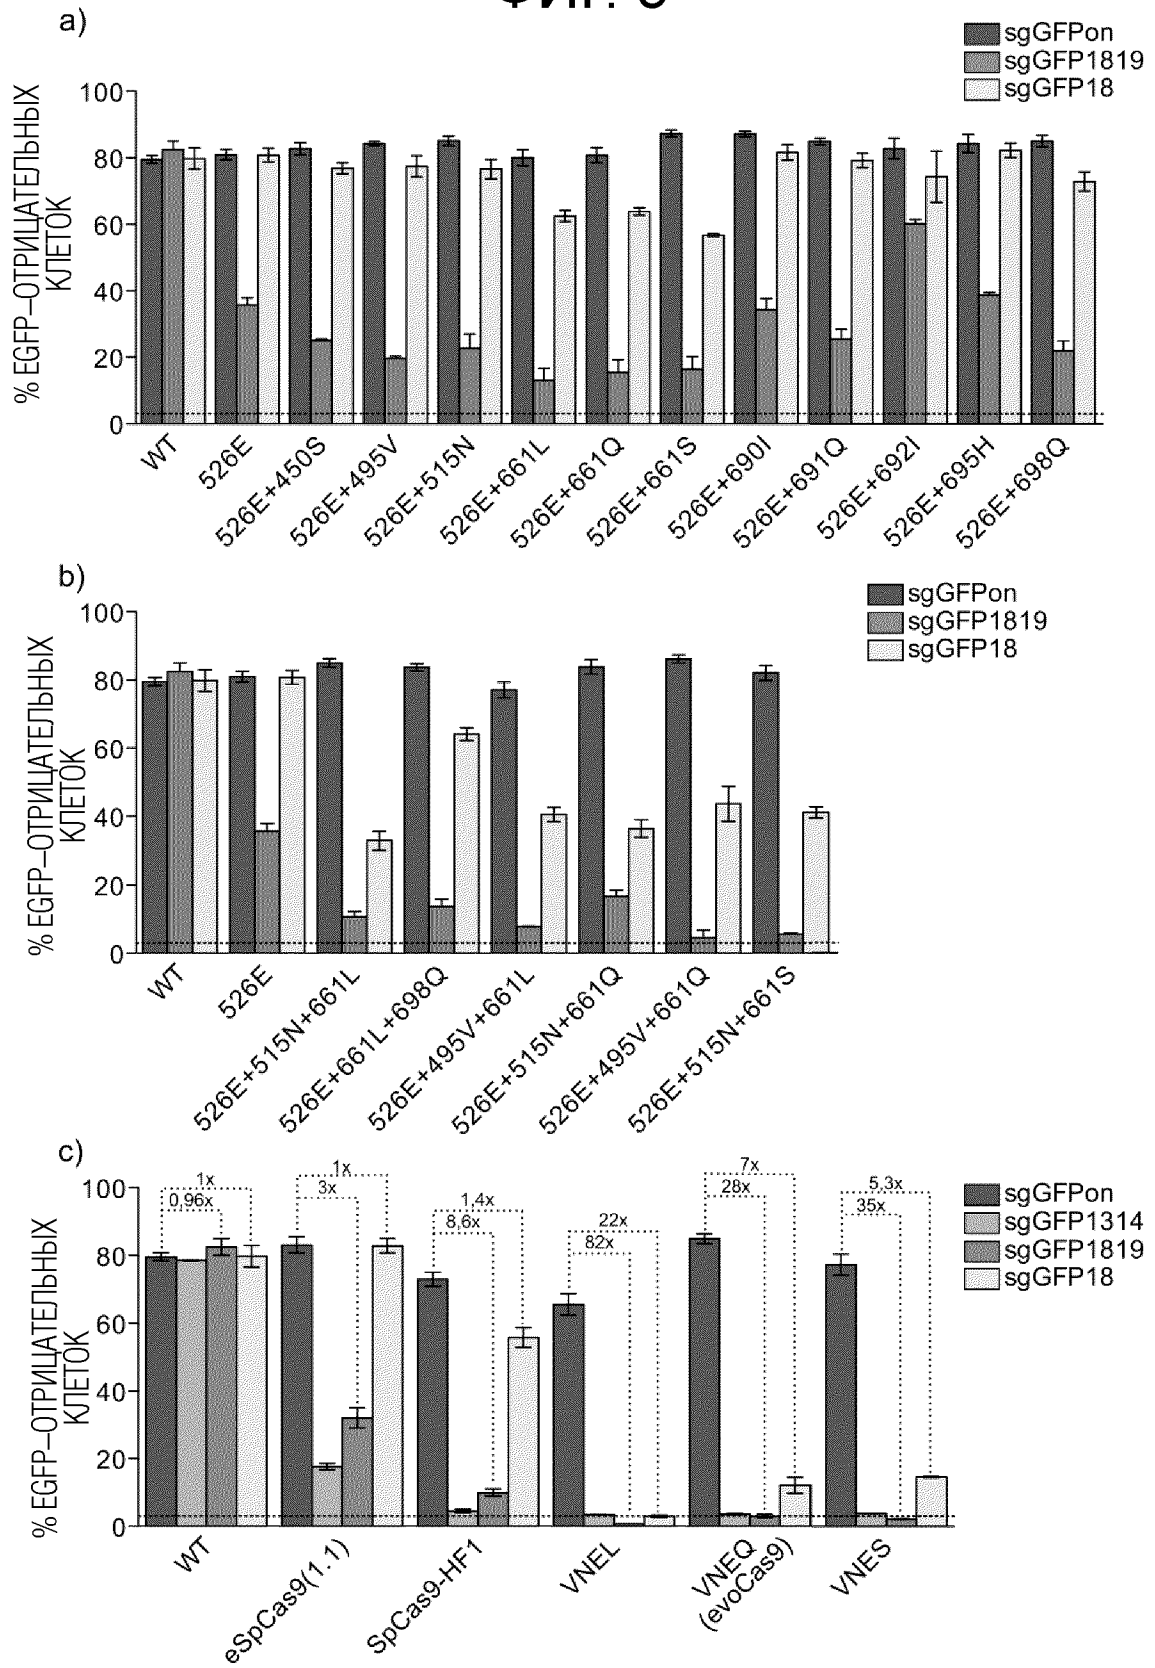 a)
sgGFPon
sgGFP1819
sgGFP18
% EGFP–ОТРИЦАТЕЛЬНЫХ
КЛЕТОК
100
80
60
40
20
0
WT
526E
526E+450S
526E+495V
526E+515N
526E+661L
526E+661Q
526E+661S
526E+690I
526E+691Q
526E+692I
526E+695H
526E+698Q
b)
sgGFPon
sgGFP1819
sgGFP18
% EGFP–ОТРИЦАТЕЛЬНЫХ
КЛЕТОК
100
80
60
40
20
0
WT
526E
526E+515N+661L
526E+661L+698Q
526E+495V+661L
526E+515N+661Q
526E+495V+661Q
526E+515N+661S
c)
sgGFPon
sgGFP1314
sgGFP1819
sgGFP18
% EGFP–ОТРИЦАТЕЛЬНЫХ
КЛЕТОК
100
80
60
40
20
0
1x
0,96x
1x
3x
1,4x
8,6x
22x
82x
7x
28x
5,3x
35x
WT
eSpCas9(1.1)
SpCas9-HF1
VNEL
VNEQ
(evoCas9)
VNES